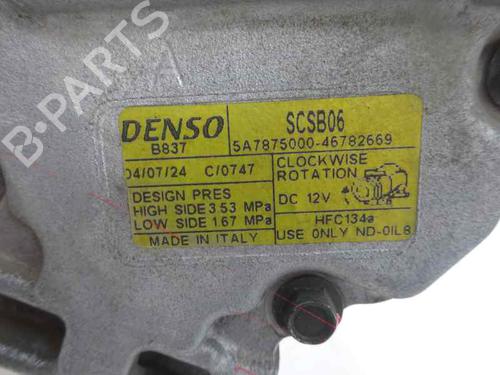 B-PARTS
DENSO SCSB06
B837 5A7875000-46782669
04/07/24 C/0747 CLOCKWISE
ROTATION
DESIGN PRES DC 12V
HIGH SIDE 3 53 MPa
LOW SIDE 1.67 MPa HFC134a
MADE IN ITALY USE ONLY ND-OIL8